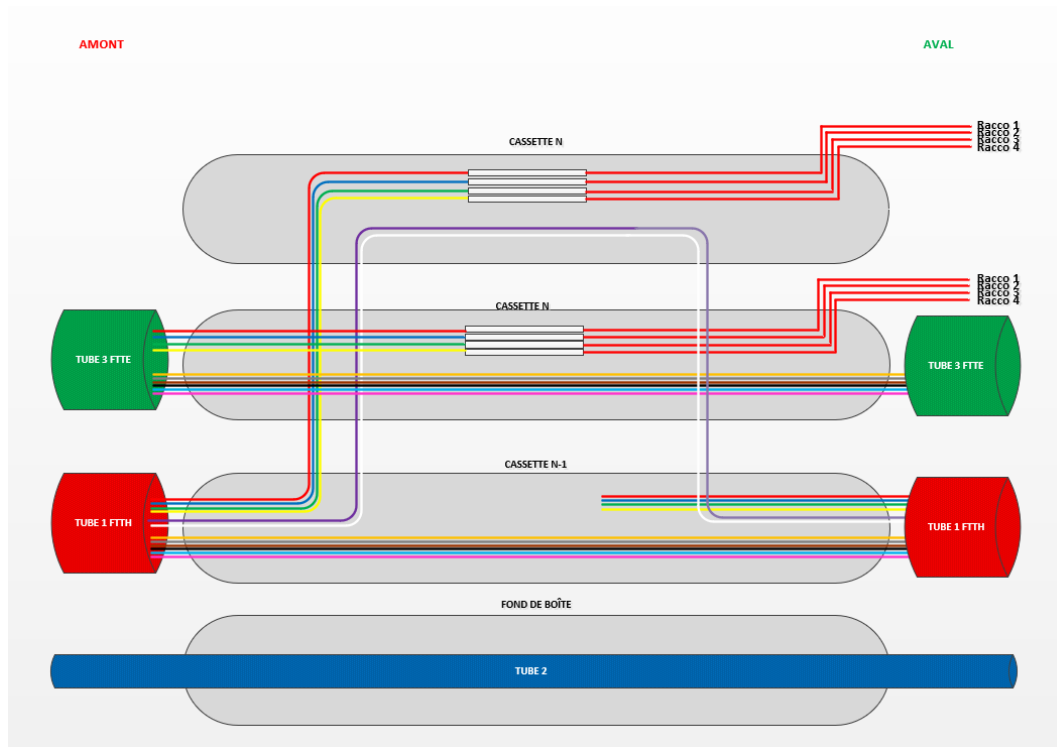 AMONT
AVAL
Racco 1
Racco 2
Racco 3
Racco 4
CASSETTE N
Racco 1
Racco 2
Racco 3
Racco 4
CASSETTE N
TUBE 3 FTTE
TUBE 3 FTTE
CASSETTE N-1
TUBE 1 FTTH
TUBE 1 FTTH
FOND DE BOÎTE
TUBE 2